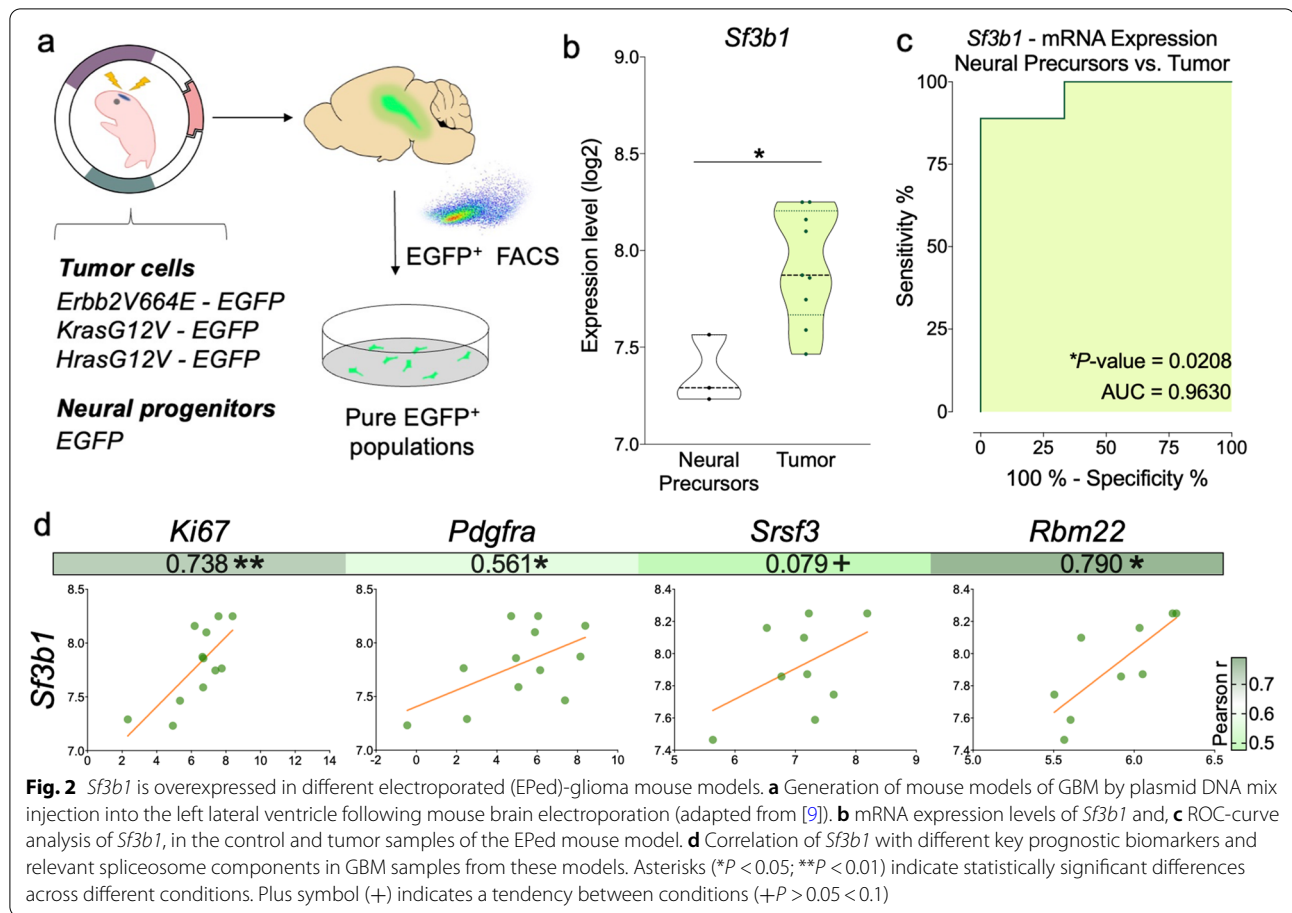 a
Tumor cells
Erbb2V664E - EGFP
KrasG12V - EGFP
HrasG12V - EGFP
Neural progenitors
EGFP
EGFP⁺ FACS
Pure EGFP⁺
populations
b
Sf3b1
Expression level (log2)
9.0
8.5
8.0
7.5
7.0
*
Neural
Precursors
Tumor
c
Sf3b1 - mRNA Expression
Neural Precursors vs. Tumor
Sensitivity %
100
75
50
25
0
*P-value = 0.0208
AUC = 0.9630
0 25 50 75 100
100 % - Specificity %
d
Ki67 Pdgfra Srsf3 Rbm22
0.738 ** 0.561* 0.079 + 0.790 *
Sf3b1
8.5
8.0
7.5
7.0
0 2 4 6 8 10 12 14
8.5
8.0
7.5
7.0
-2 0 2 4 6 8 10
8.4
8.2
8.0
7.8
7.6
7.4
5 6 7 8 9
8.4
8.2
8.0
7.8
7.6
7.4
5.0 5.5 6.0 6.5
Pearson r
0.7
0.6
0.5
Fig. 2 Sf3b1 is overexpressed in different electroporated (EPed)-glioma mouse models. a Generation of mouse models of GBM by plasmid DNA mix
injection into the left lateral ventricle following mouse brain electroporation (adapted from [9]). b mRNA expression levels of Sf3b1 and, c ROC-curve
analysis of Sf3b1, in the control and tumor samples of the EPed mouse model. d Correlation of Sf3b1 with different key prognostic biomarkers and
relevant spliceosome components in GBM samples from these models. Asterisks (*P < 0.05; **P < 0.01) indicate statistically significant differences
across different conditions. Plus symbol (+) indicates a tendency between conditions (+P > 0.05 < 0.1)